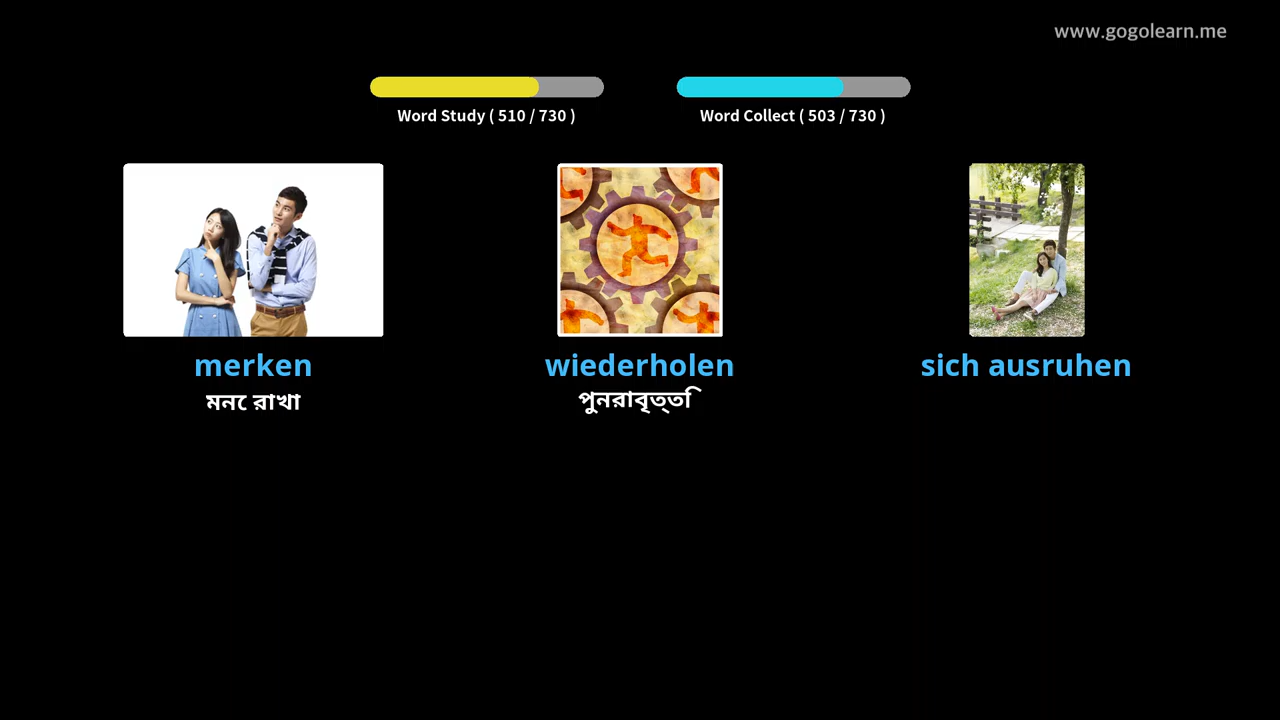 www.gogolearn.me
Word Study ( 510 / 730 )
Word Collect ( 503 / 730 )
merken
মনে রাখা
wiederholen
পুনরাবৃত্তি
sich ausruhen